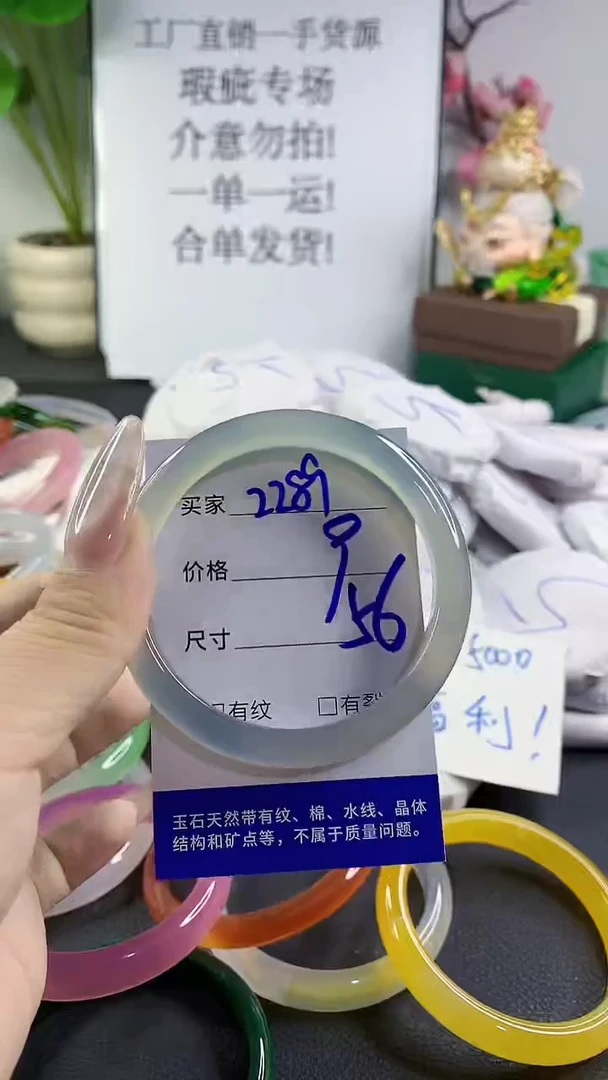 工厂直销一手货源
瑕疵专场
介意勿拍!
一单一运!
合单发货!
买家 2289
价格 9
尺寸 56
□有纹 □有裂
5000
福利!
玉石天然带有纹、棉、水线、晶体
结构和矿点等，不属于质量问题。